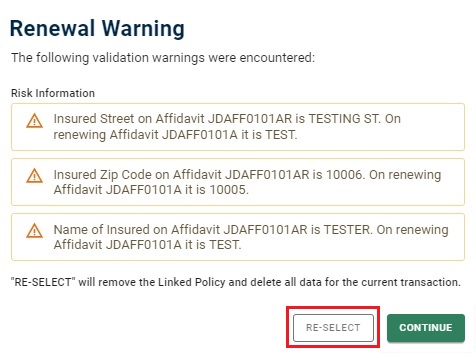 Renewal Warning
The following validation warnings were encountered:
Risk Information
Insured Street on Affidavit JDAFF0101AR is TESTING ST. On
renewing Affidavit JDAFF0101A it is TEST.
Insured Zip Code on Affidavit JDAFF0101AR is 10006. On renewing
Affidavit JDAFF0101A it is 10005.
Name of Insured on Affidavit JDAFF0101AR is TESTER. On renewing
Affidavit JDAFF0101A it is TEST.
"RE-SELECT" will remove the Linked Policy and delete all data for the current transaction.
RE-SELECT CONTINUE